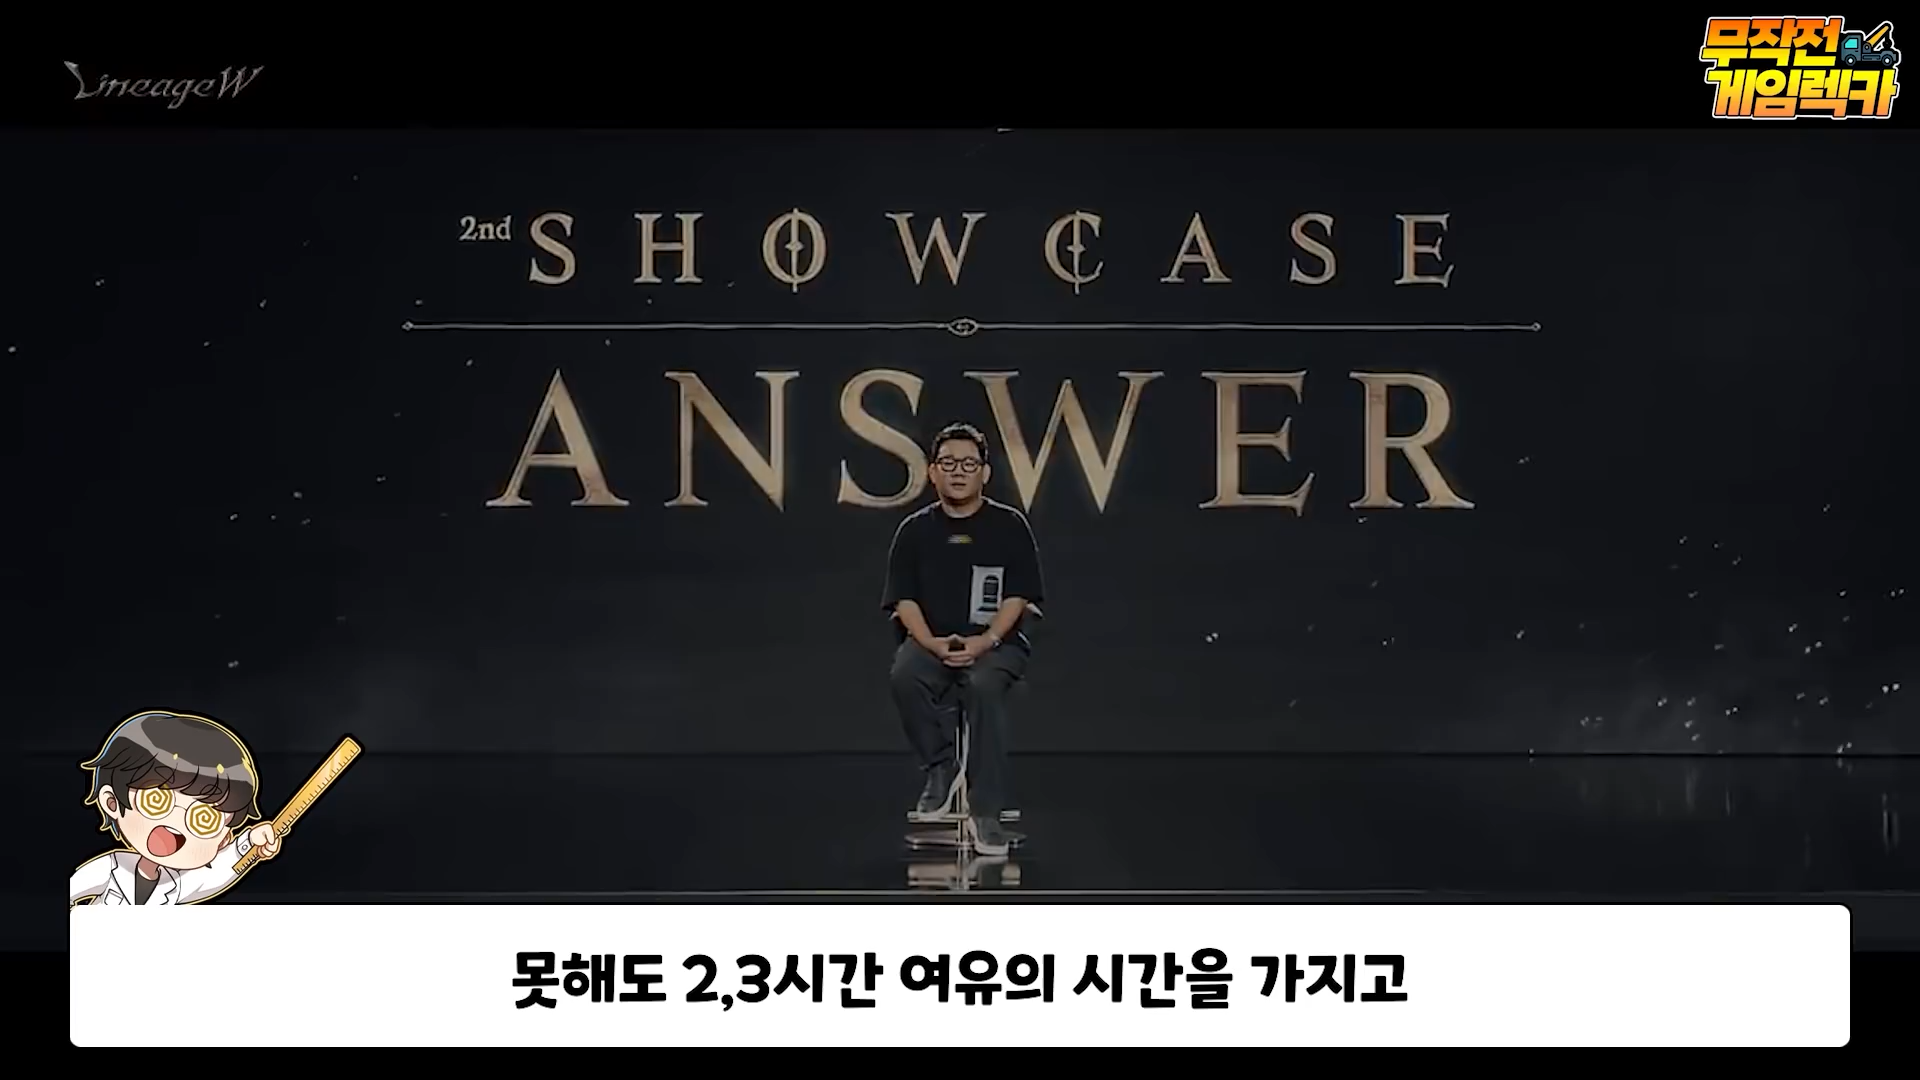 LineageW
무작전
게임렉카
2nd SHOWCASE
ANSWER
못해도 2,3시간 여유의 시간을 가지고